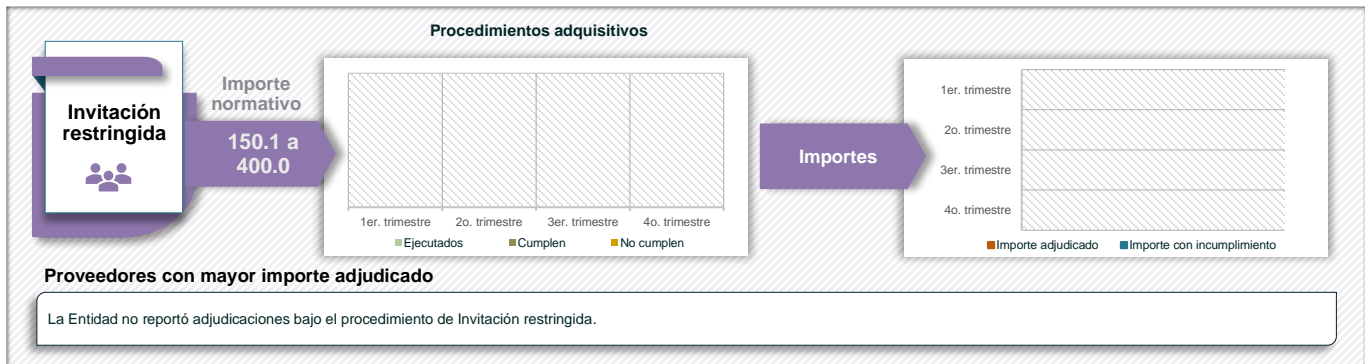 Procedimientos adquisitivos
Invitación
restringida
Importe
normativo
150.1 a
400.0
1er. trimestre
2o. trimestre
3er. trimestre
4o. trimestre
Ejecutados
Cumplen
No cumplen
Importes
1er. trimestre
2o. trimestre
3er. trimestre
4o. trimestre
Importe adjudicado
Importe con incumplimiento
Proveedores con mayor importe adjudicado
La Entidad no reportó adjudicaciones bajo el procedimiento de Invitación restringida.